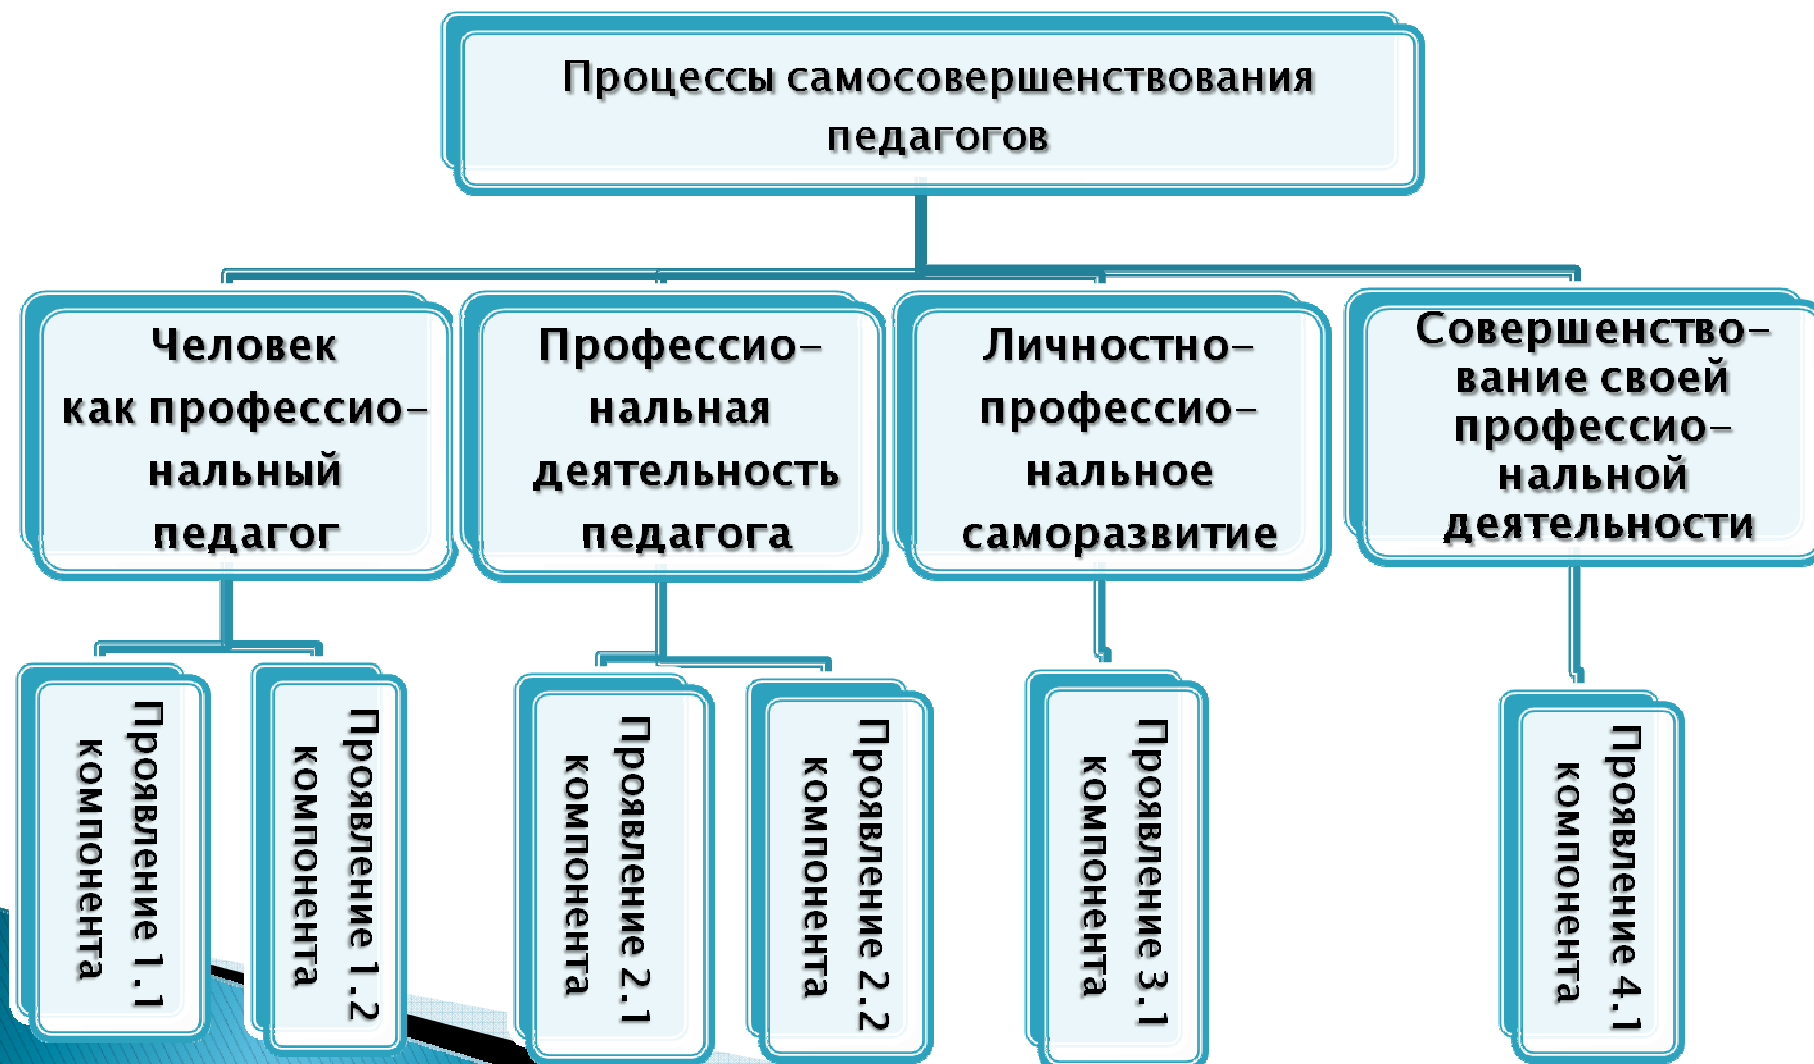 Процессы самосовершенствования
педагогов
Человек
как профессио-
нальный
педагог
Профессио-
нальная
деятельность
педагога
Личностно-
профессио-
нальное
саморазвитие
Совершенство-
вание своей
профессио-
нальной
деятельности
Проявление 1.1
компонента
Проявление 1.2
компонента
Проявление 2.1
компонента
Проявление 2.2
компонента
Проявление 3.1
компонента
Проявление 4.1
компонента